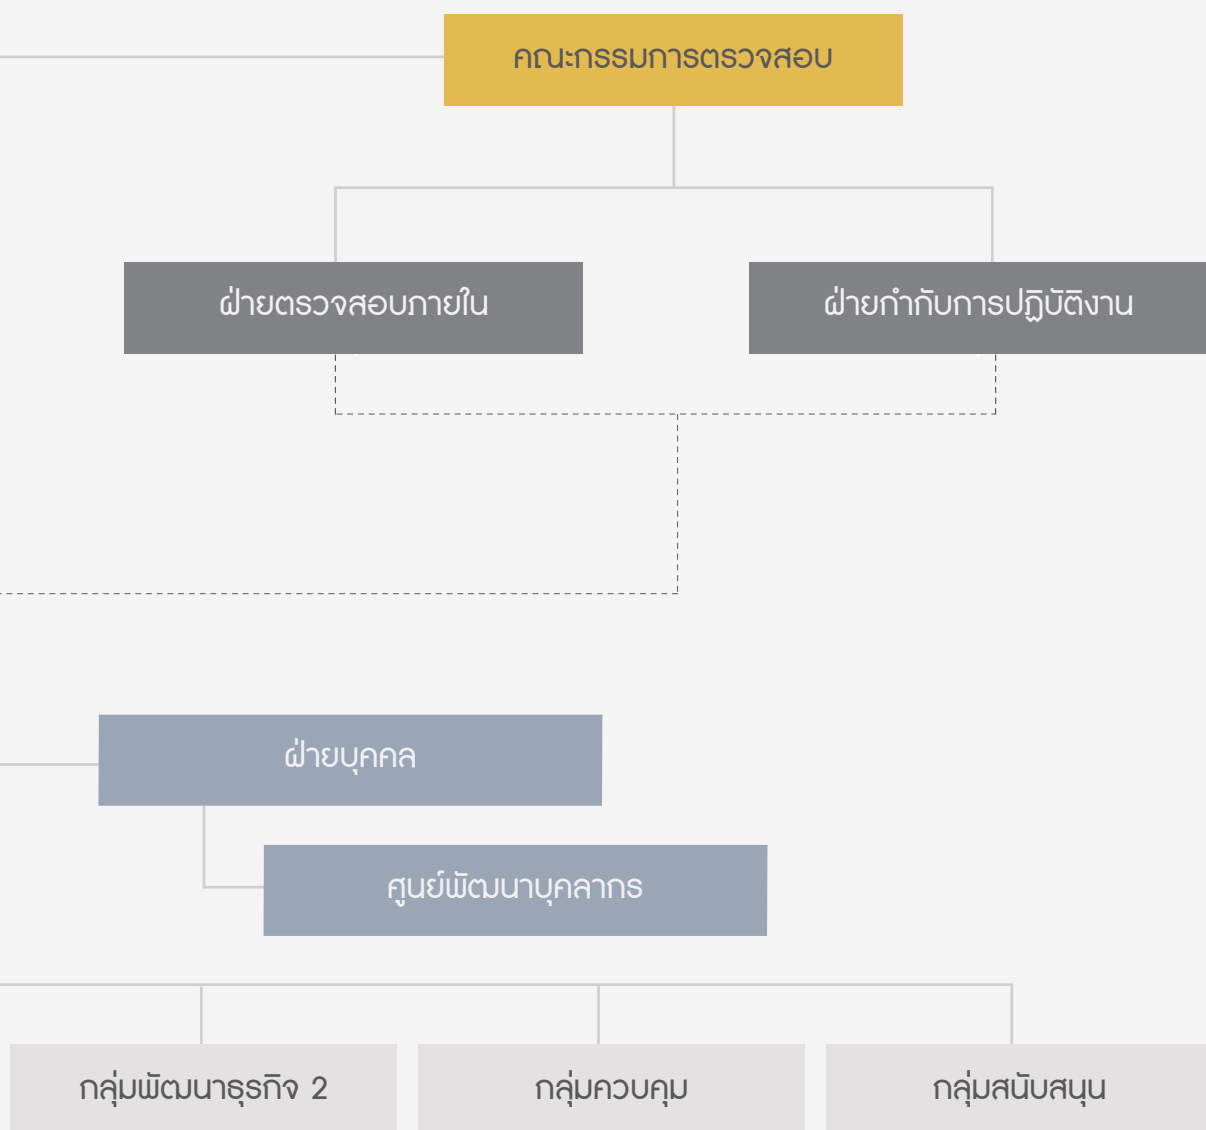 คณะกรรมการตรวจสอบ
ฝ่ายตรวจสอบภายใน
ฝ่ายกำกับการปฏิบัติงาน
ฝ่ายบุคคล
ศูนย์พัฒนาบุคลากร
กลุ่มพัฒนาธุรกิจ 2
กลุ่มควบคุม
กลุ่มสนับสนุน